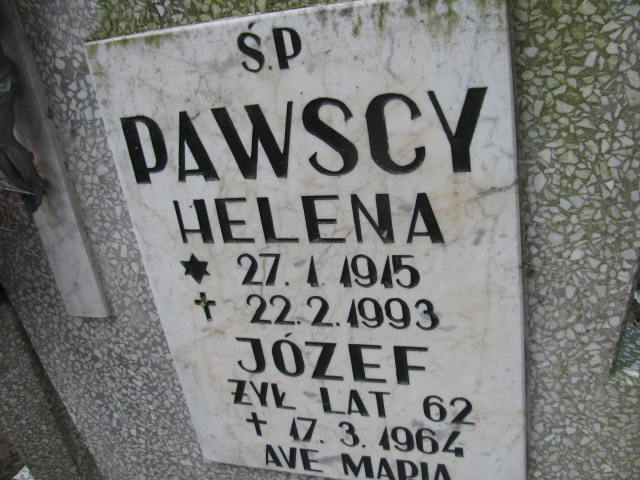 Ś.P
PAWSCY
HELENA
27.1.1915
22.2.1993
JÓZEF
ŻYŁ LAT 62
17.3.1964
AVE MARIA